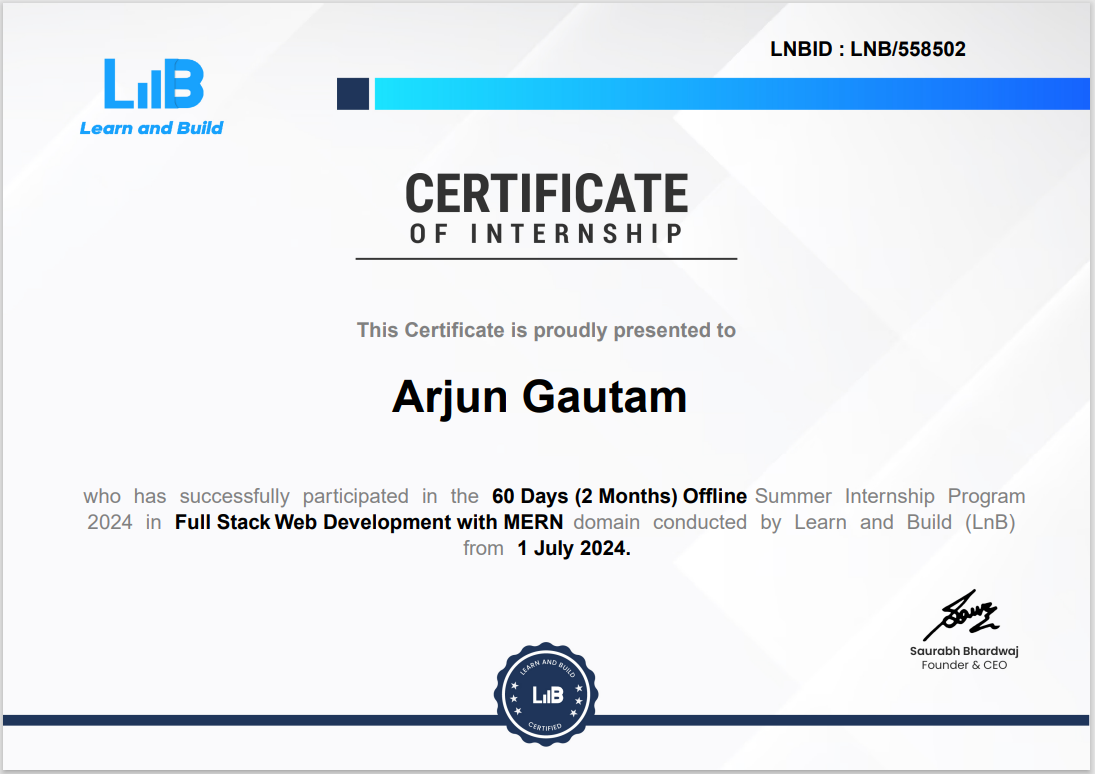 LNBID : LNB/558502
LnB
Learn and Build
CERTIFICATE
OF INTERNSHIP
This Certificate is proudly presented to
Arjun Gautam
who has successfully participated in the 60 Days (2 Months) Offline Summer Internship Program
2024 in Full Stack Web Development with MERN domain conducted by Learn and Build (LnB)
from 1 July 2024.
Saurabh Bhardwaj
Founder & CEO
LEARN AND BUILD
LnB
CERTIFIED